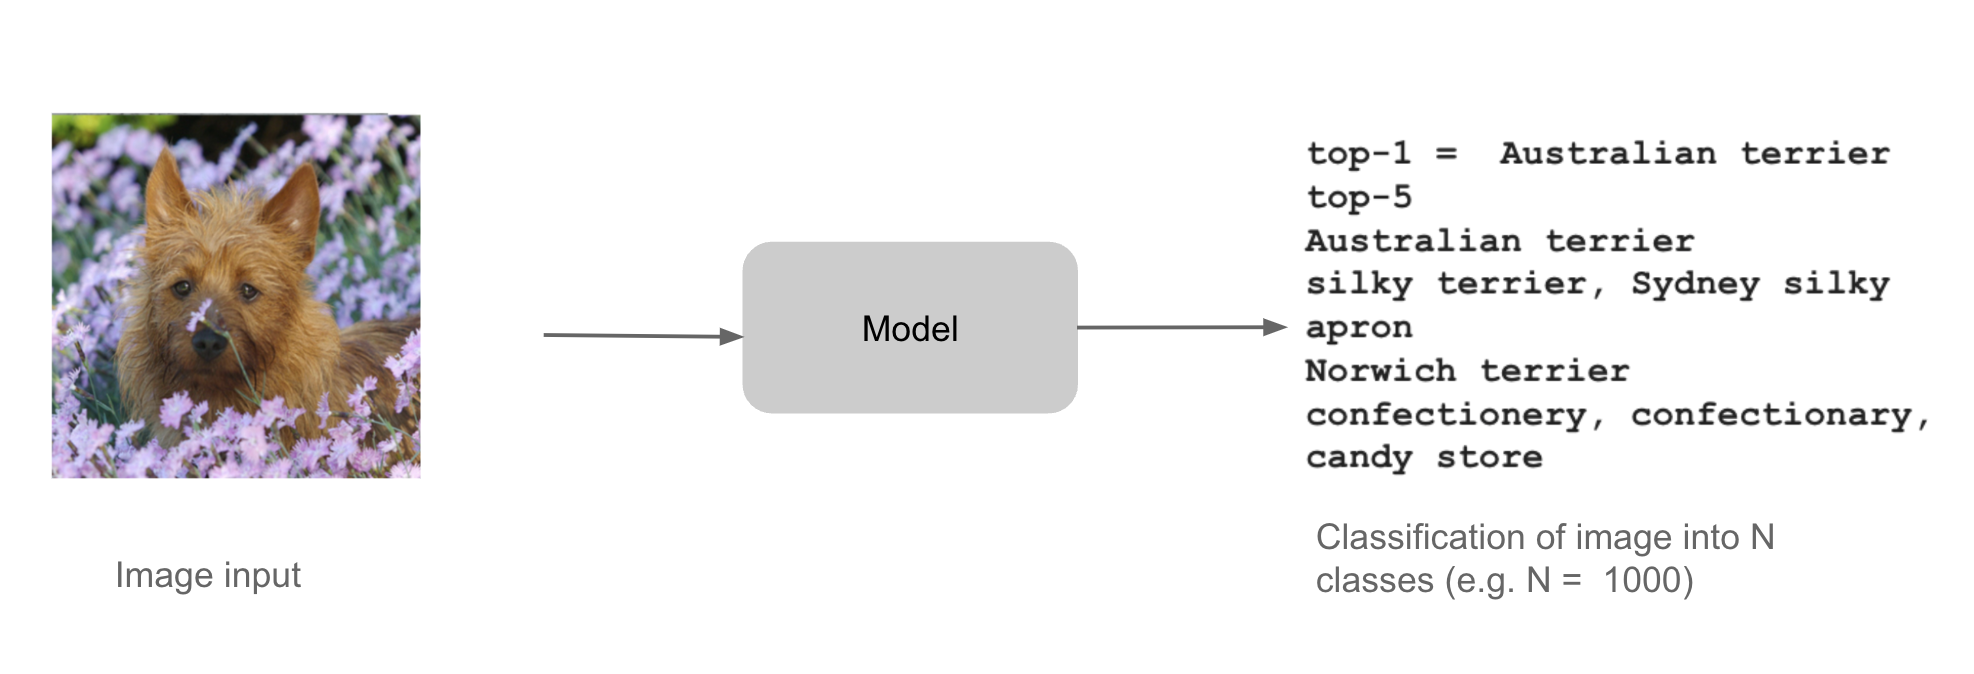 top-1 =  Australian terrier
top-5
Australian terrier
silky terrier, Sydney silky
apron
Norwich terrier
confectionery, confectionary,
candy store
Model
Image input
Classification of image into N
classes (e.g. N =  1000)